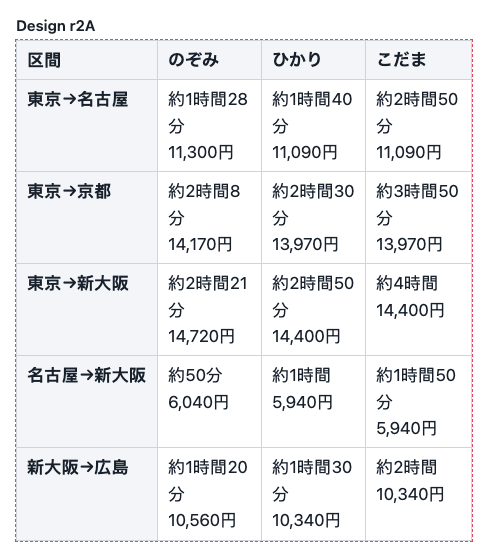 Design r2A
区間 のぞみ ひかり こだま
東京→名古屋 約1時間28分 11,300円 約1時間40分 11,090円 約2時間50分 11,090円
東京→京都 約2時間8分 14,170円 約2時間30分 13,970円 約3時間50分 13,970円
東京→新大阪 約2時間21分 14,720円 約2時間50分 14,400円 約4時間 14,400円
名古屋→新大阪 約50分 6,040円 約1時間 5,940円 約1時間50分 5,940円
新大阪→広島 約1時間20分 10,560円 約1時間30分 10,340円 約2時間 10,340円